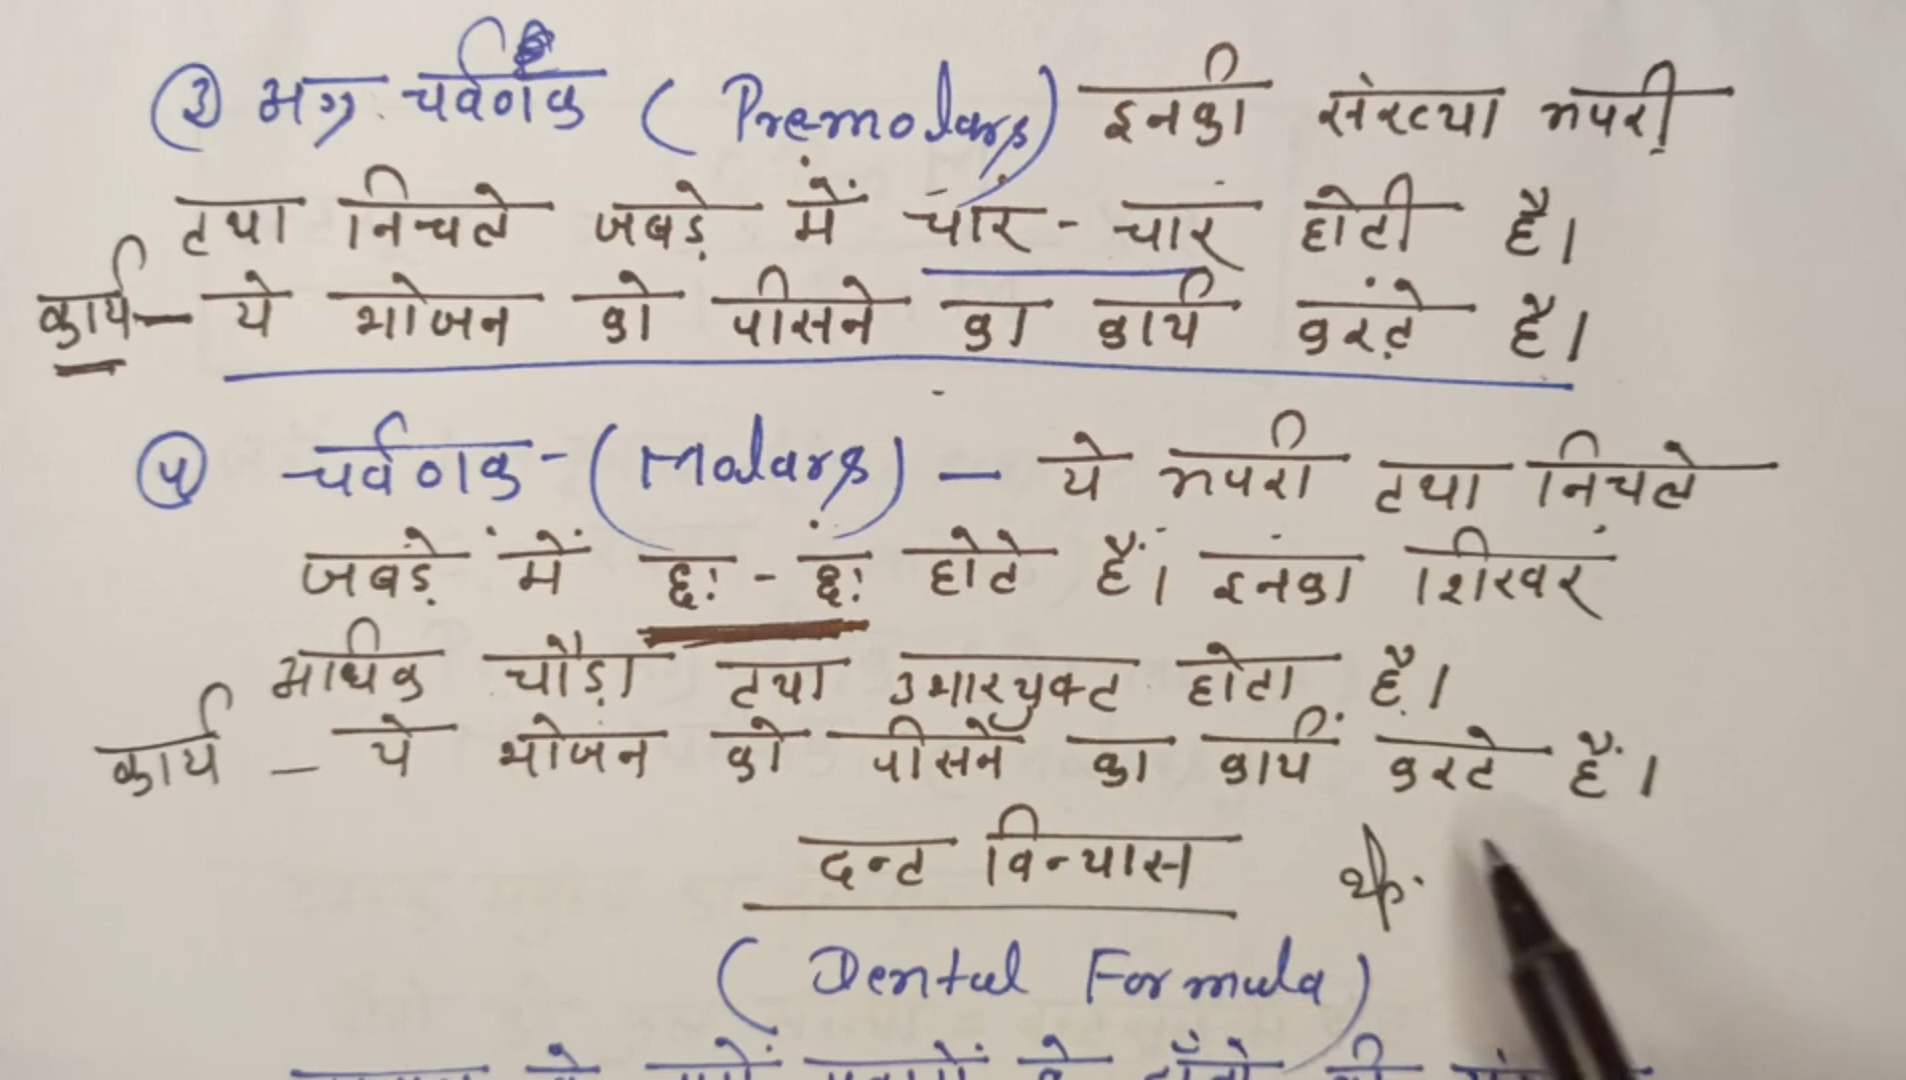 ③ अग्र चर्वणक (Premolars) इनकी संख्या ऊपरी
तथा निचले जबड़े में चार - चार होती है।
कार्य – ये भोजन को पीसने का कार्य करते है।
④ चर्वणक - (Molars) – ये ऊपरी तथा निचले
जबड़े में छः - छः होते हैं। इनका शिखर
अधिक चौड़ा तथा उभारयुक्त होता है।
कार्य – ये भोजन को पीसने का कार्य करते हैं।
दन्त विन्यास
(Dental Formula)